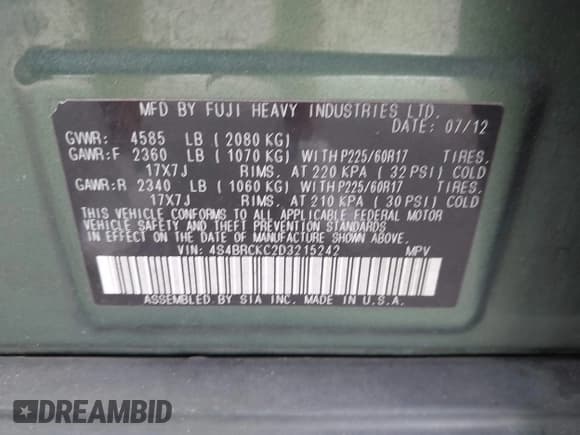 MFD BY FUJI HEAVY INDUSTRIES LTD.
DATE: 07/12
GVWR: 4585 LB (2080 KG)
GAWR:F 2360 LB (1070 KG) WITH P225/60R17 TIRES.
17X7J RIMS. AT 220 KPA (32 PSI) COLD
GAWR:R 2340 LB (1060 KG) WITH P225/60R17 TIRES.
17X7J RIMS. AT 210 KPA (30 PSI) COLD
THIS VEHICLE CONFORMS TO ALL APPLICABLE FEDERAL MOTOR
VEHICLE SAFETY AND THEFT PREVENTION STANDARDS IN EFFECT
ON THE DATE OF MANUFACTURE SHOWN ABOVE.
VIN: 4S4BRCKC2D3215242 MPV
ASSEMBLED BY SIA INC. MADE IN U.S.A.
DREAMBID